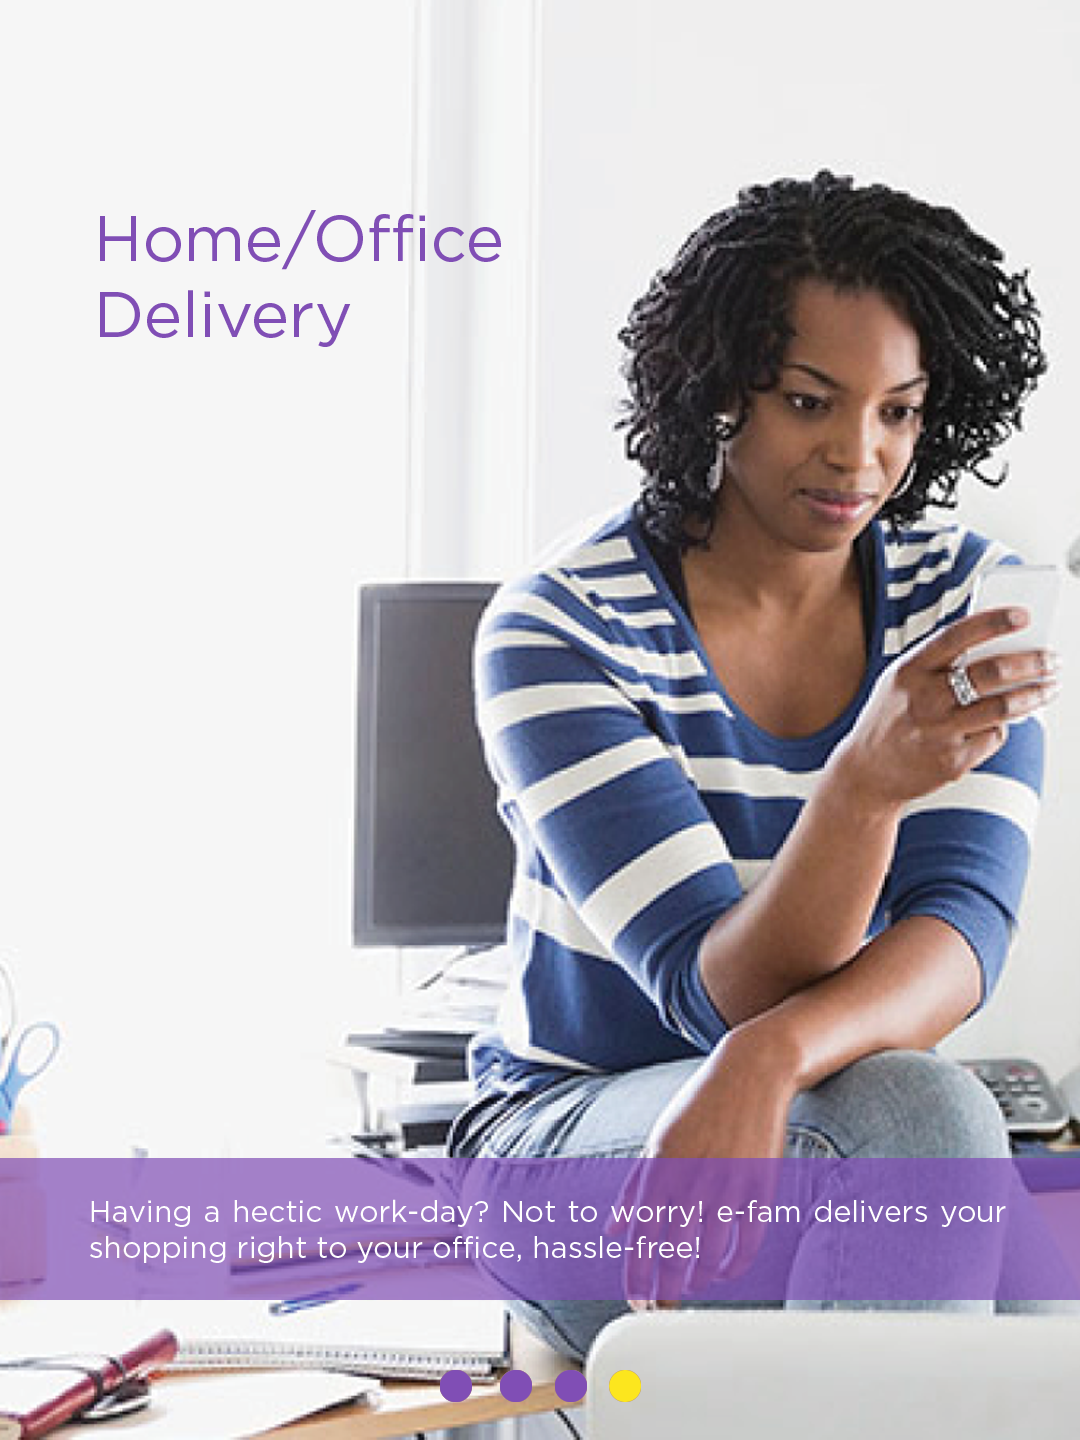 Home/Office
Delivery
Having a hectic work-day? Not to worry! e-fam delivers your
shopping right to your office, hassle-free!